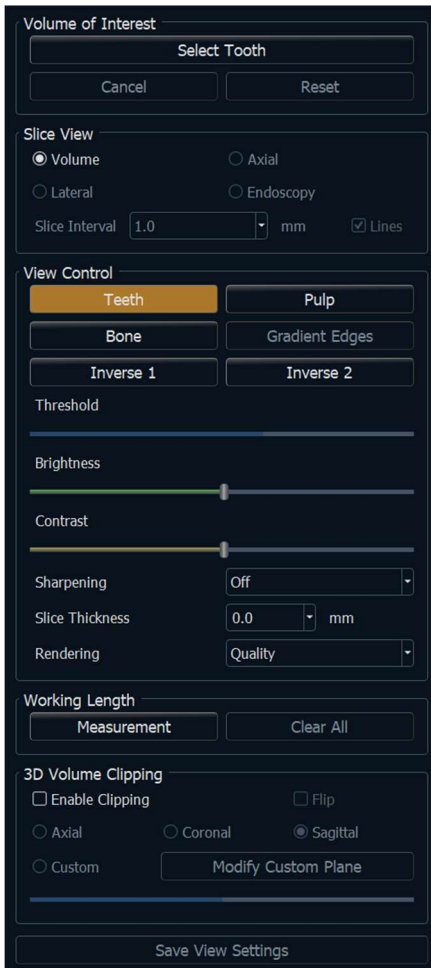 Volume of Interest
Select Tooth
Cancel Reset
Slice View
Volume Axial
Lateral Endoscopy
Slice Interval 1.0 mm Lines
View Control
Teeth Pulp
Bone Gradient Edges
Inverse 1 Inverse 2
Threshold
Brightness
Contrast
Sharpening Off
Slice Thickness 0.0 mm
Rendering Quality
Working Length
Measurement Clear All
3D Volume Clipping
Enable Clipping Flip
Axial Coronal Sagittal
Custom Modify Custom Plane
Save View Settings